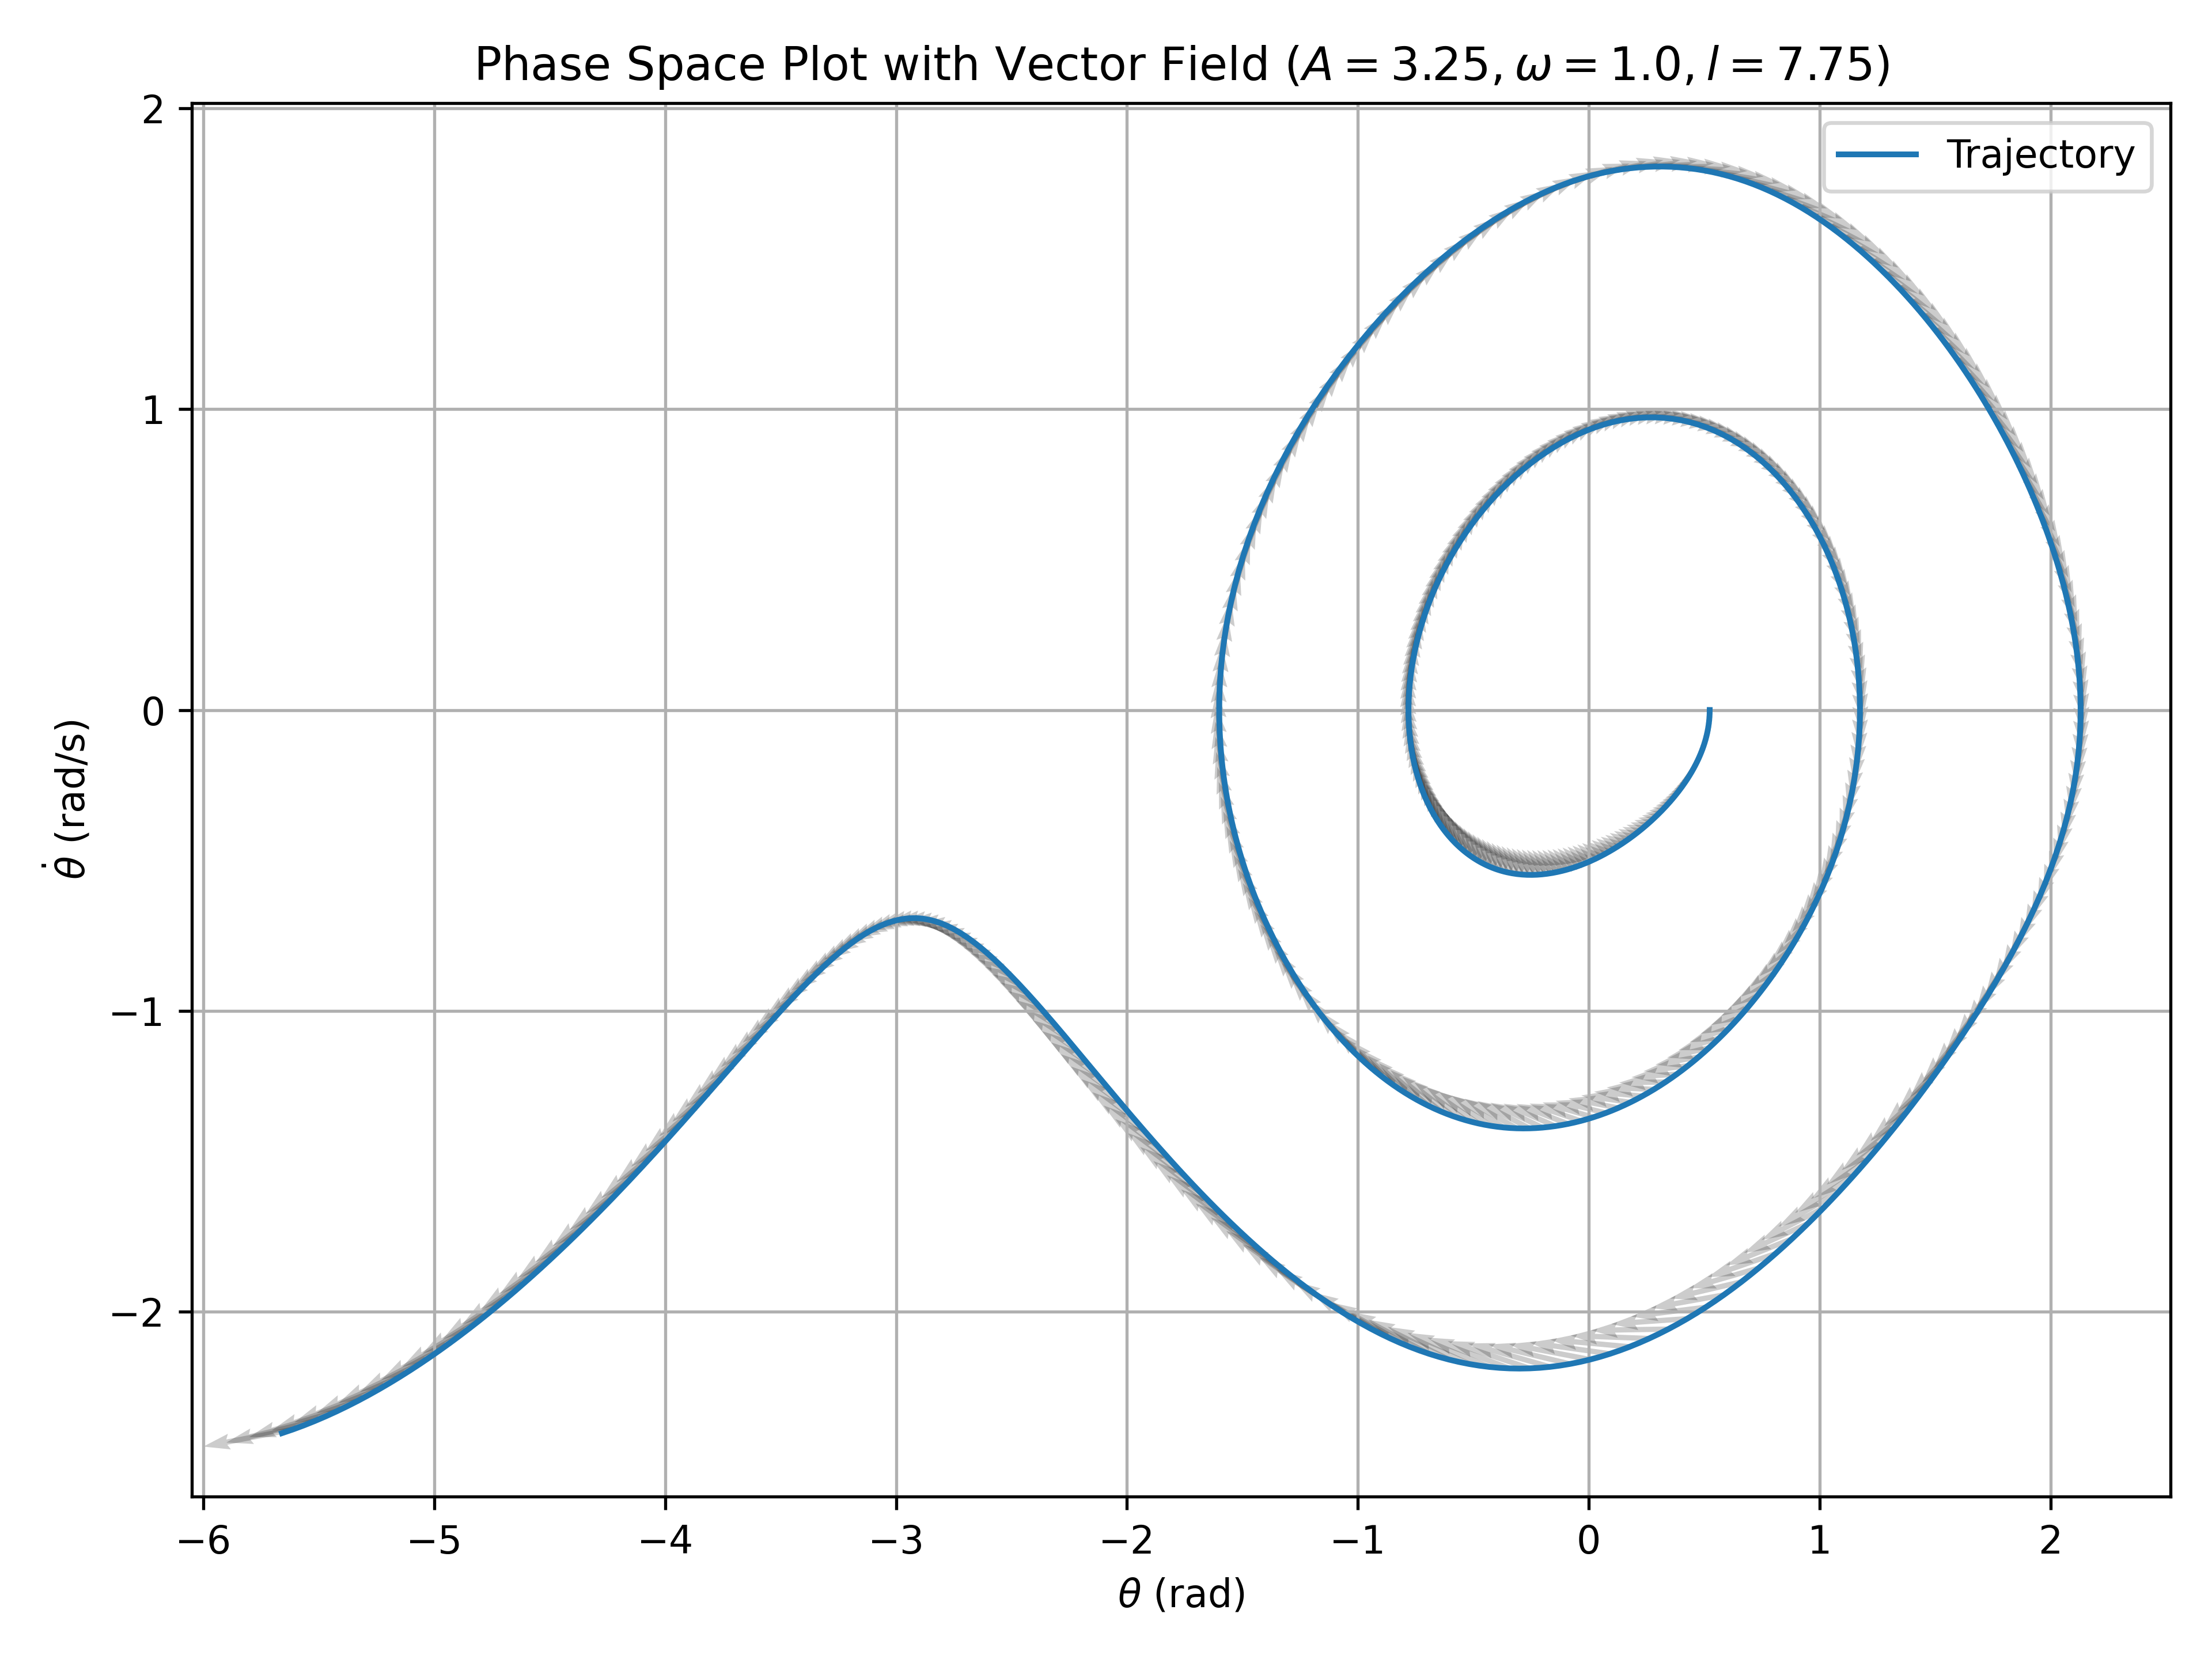 Phase Space Plot with Vector Field (A = 3.25, ω = 1.0, l = 7.75)
Trajectory
2
1
0
−1
−2
θ̇ (rad/s)
−6 −5 −4 −3 −2 −1 0 1 2
θ (rad)